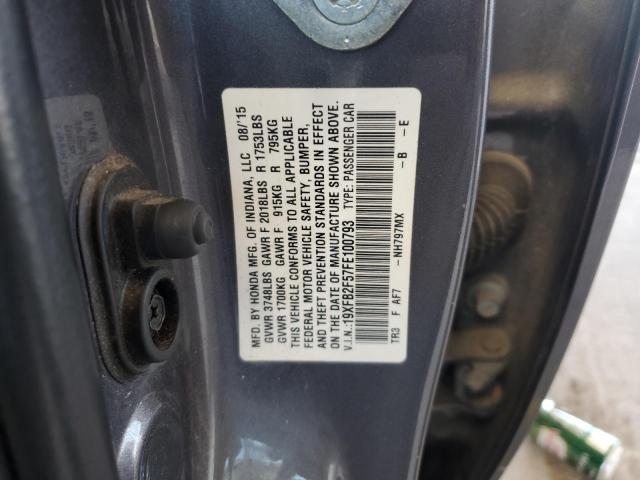 MFD. BY HONDA MFG. OF INDIANA, LLC 08/'15
GVWR 3748LBS GAWR F 2018LBS R 1753LBS
GVWR 1700KG GAWR F 915KG R 795KG
THIS VEHICLE CONFORMS TO ALL APPLICABLE
FEDERAL MOTOR VEHICLE SAFETY, BUMPER,
AND THEFT PREVENTION STANDARDS IN EFFECT
ON THE DATE OF MANUFACTURE SHOWN ABOVE.
V.I.N.:19XFB2F57FE100793 TYPE: PASSENGER CAR
TR3 F AF7 -NH797MX -B -E